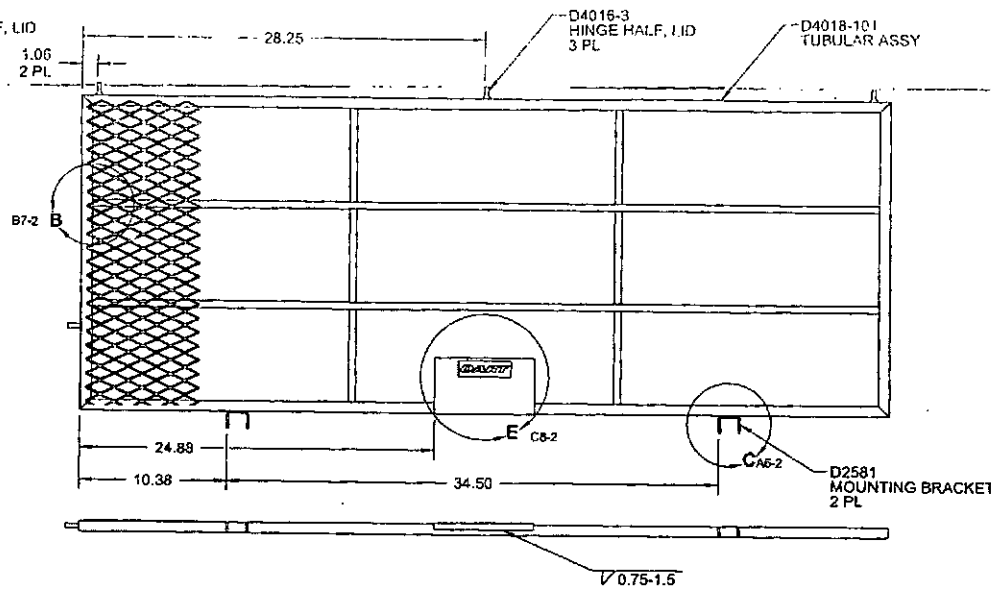 F, LID
1.06
2 PL
28.25
D4016-3
HINGE HALF, LID
3 PL
D4018-101
TUBULAR ASSY
B7-2 B
DART
E C8-2
C A6-2
24.88
10.38
34.50
D2581
MOUNTING BRACKET
2 PL
0.75-1.5